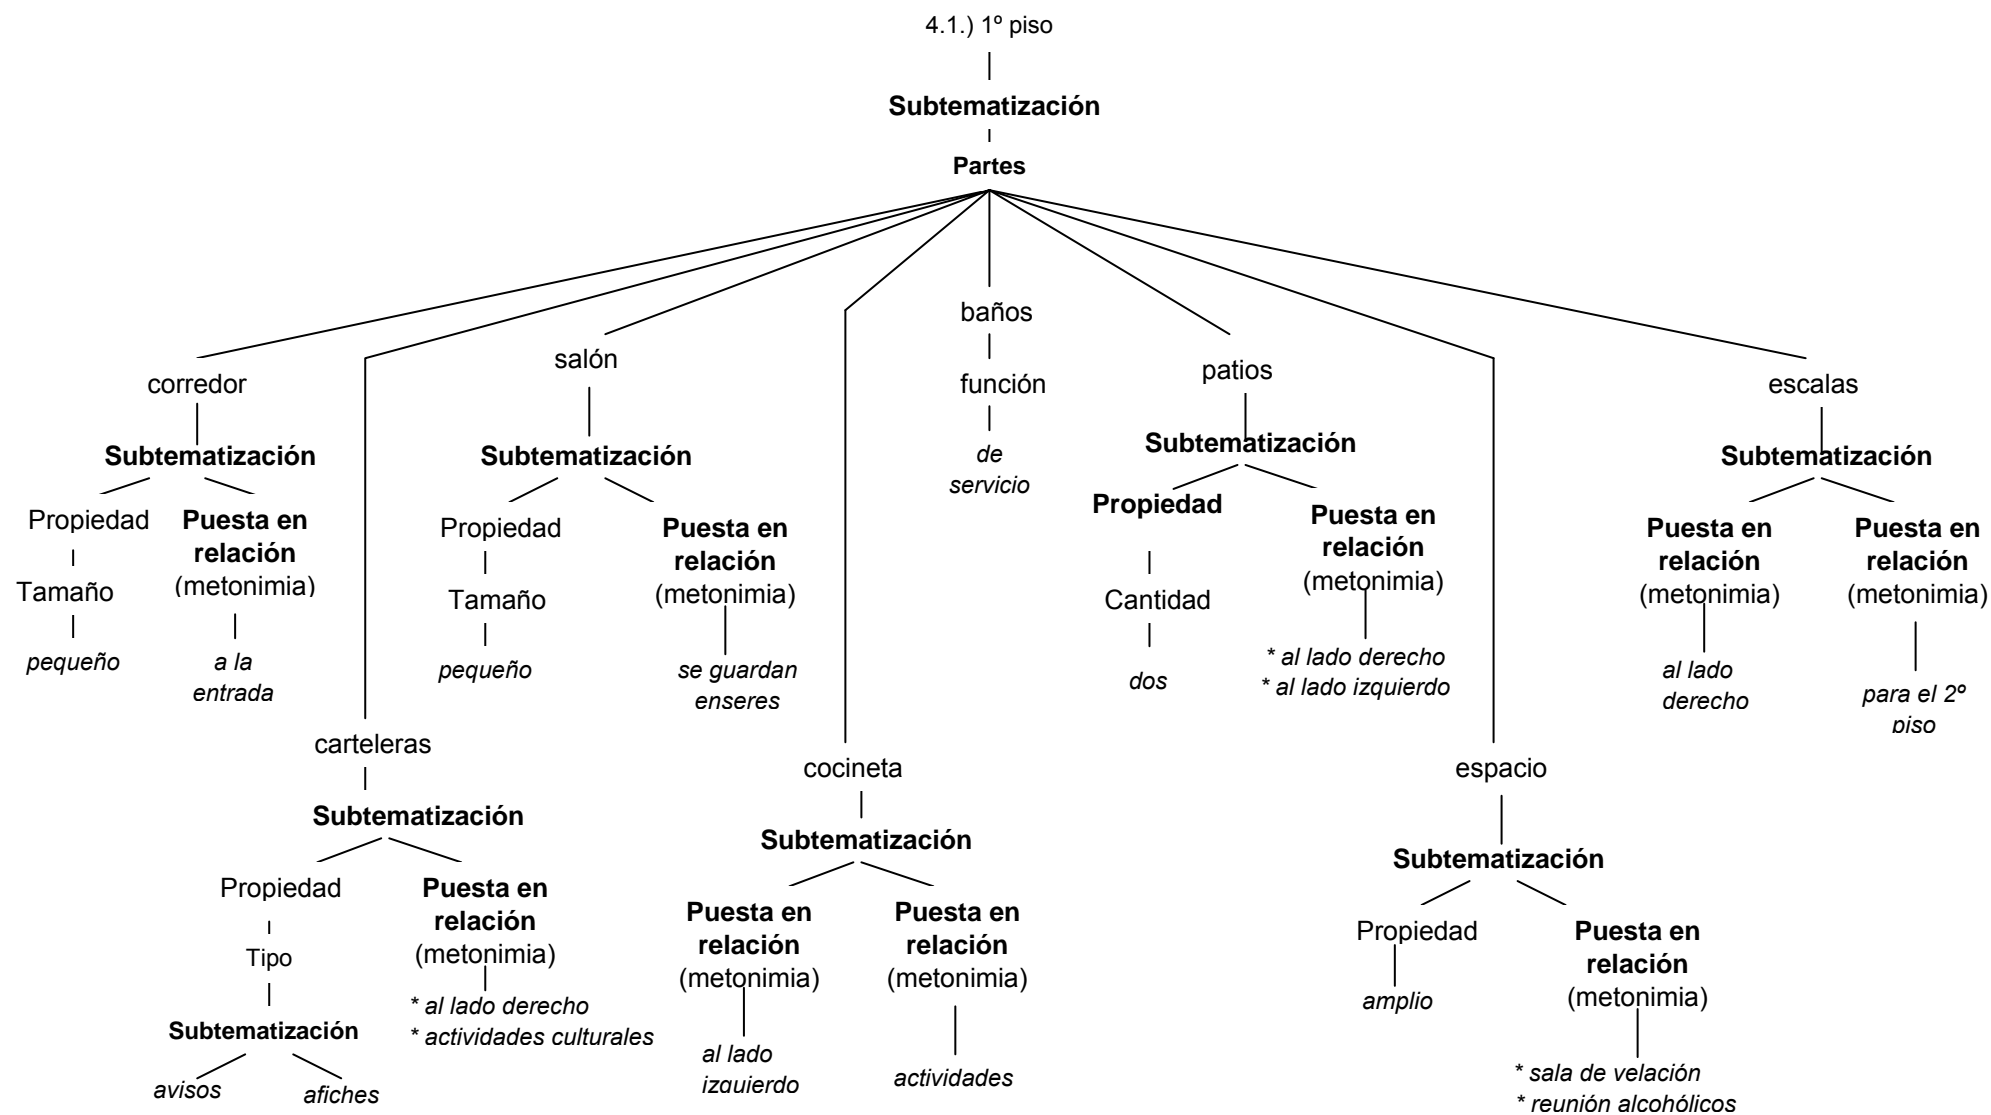 4.1.) 1º piso
Subtematización
Partes
corredor
Subtematización
Propiedad
Tamaño
pequeño
Puesta en
relación
(metonimia)
a la
entrada
carteleras
Subtematización
Propiedad
Tipo
Subtematización
avisos
afiches
Puesta en
relación
(metonimia)
* al lado derecho
* actividades culturales
salón
Subtematización
Propiedad
Tamaño
pequeño
Puesta en
relación
(metonimia)
se guardan
enseres
cocineta
Subtematización
Puesta en
relación
(metonimia)
al lado
izquierdo
Puesta en
relación
(metonimia)
actividades
baños
función
de
servicio
patios
Subtematización
Propiedad
Cantidad
dos
Puesta en
relación
(metonimia)
* al lado derecho
* al lado izquierdo
espacio
Subtematización
Propiedad
amplio
Puesta en
relación
(metonimia)
* sala de velación
* reunión alcohólicos
escalas
Subtematización
Puesta en
relación
(metonimia)
al lado
derecho
Puesta en
relación
(metonimia)
para el 2º
piso